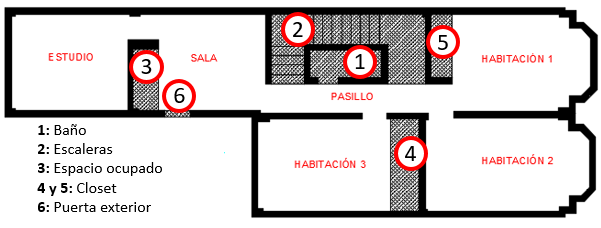 2
5
1
3
6
ESTUDIO
SALA
HABITACIÓN 1
PASILLO
4
HABITACIÓN 3
HABITACIÓN 2
1: Baño
2: Escaleras
3: Espacio ocupado
4 y 5: Closet
6: Puerta exterior